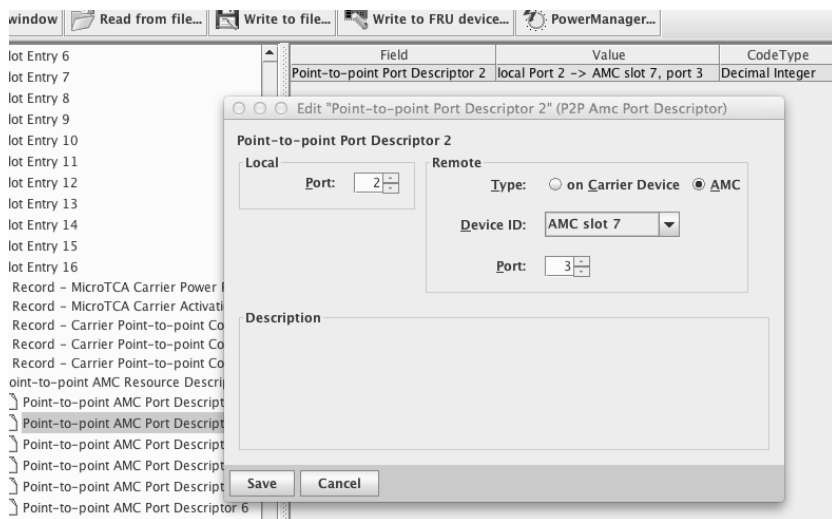 window Read from file... Write to file... Write to FRU device... PowerManager...
lot Entry 6
lot Entry 7
lot Entry 8
lot Entry 9
lot Entry 10
lot Entry 11
lot Entry 12
lot Entry 13
lot Entry 14
lot Entry 15
lot Entry 16
Record - MicroTCA Carrier Power
Record - MicroTCA Carrier Activati
Record - Carrier Point-to-point Co
Record - Carrier Point-to-point Co
Record - Carrier Point-to-point Co
oint-to-point AMC Resource Descri
Point-to-point AMC Port Descript
Point-to-point AMC Port Descript
Point-to-point AMC Port Descript
Point-to-point AMC Port Descript
Point-to-point AMC Port Descript
Point-to-point AMC Port Descriptor 6
Field Value CodeType
Point-to-point Port Descriptor 2 local Port 2 -> AMC slot 7, port 3 Decimal Integer
Edit "Point-to-point Port Descriptor 2" (P2P Amc Port Descriptor)
Point-to-point Port Descriptor 2
Local
Port: 2
Remote
Type: on Carrier Device AMC
Device ID: AMC slot 7
Port: 3
Description
Save Cancel